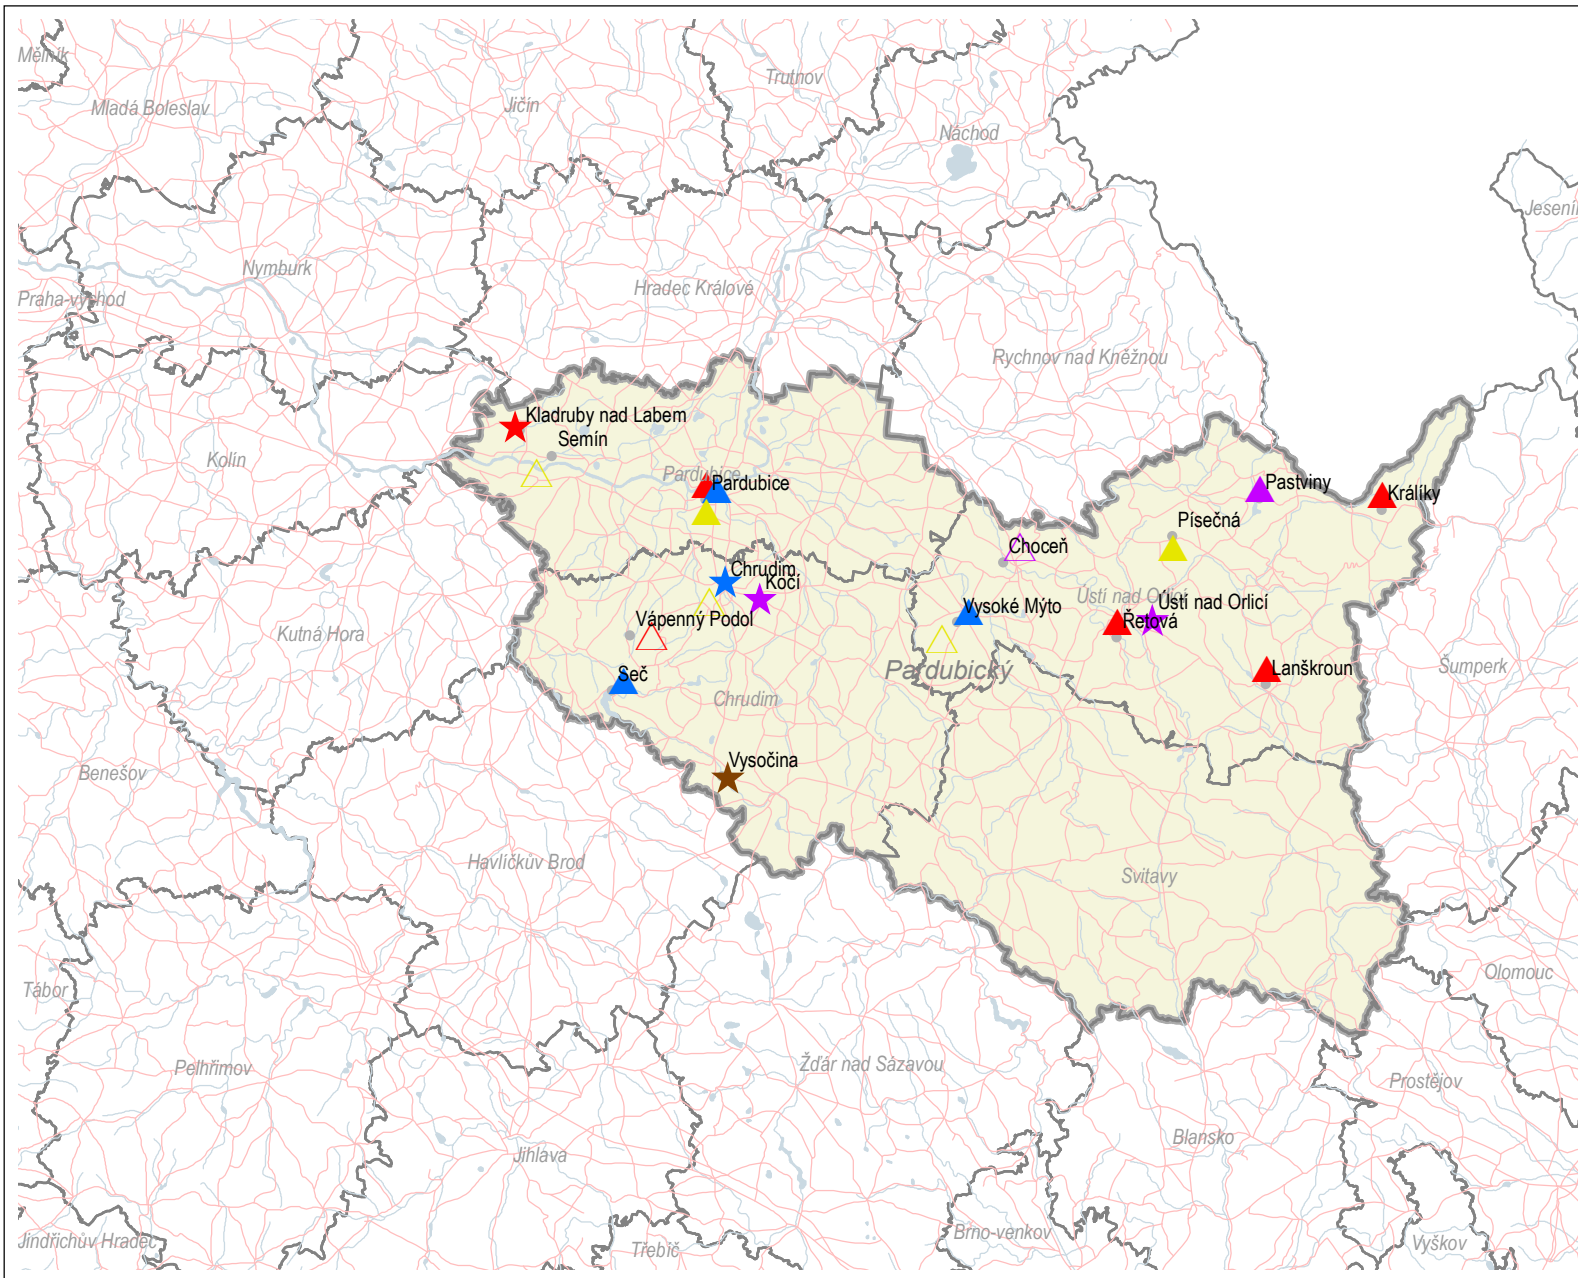 Mělník
Mladá Boleslav
Jičín
Trutnov
Náchod
Jeseník
Nymburk
Praha-východ
Hradec Králové
Rychnov nad Kněžnou
Kladruby nad Labem
Semín
Kolín
Pardubice
Pardubice
Pastviny
Králíky
Písečná
Choceň
Chrudim
Kočí
Ústí nad Orlicí
Ústí nad Orlicí
Vysoké Mýto
Řetová
Vápenný Podol
Kutná Hora
Pardubický
Lanškroun
Šumperk
Seč
Chrudim
Vysočina
Benešov
Havlíčkův Brod
Svitavy
Tábor
Olomouc
Pelhřimov
Žďár nad Sázavou
Prostějov
Jihlava
Blansko
Jindřichův Hradec
Třebíč
Brno-venkov
Vyškov